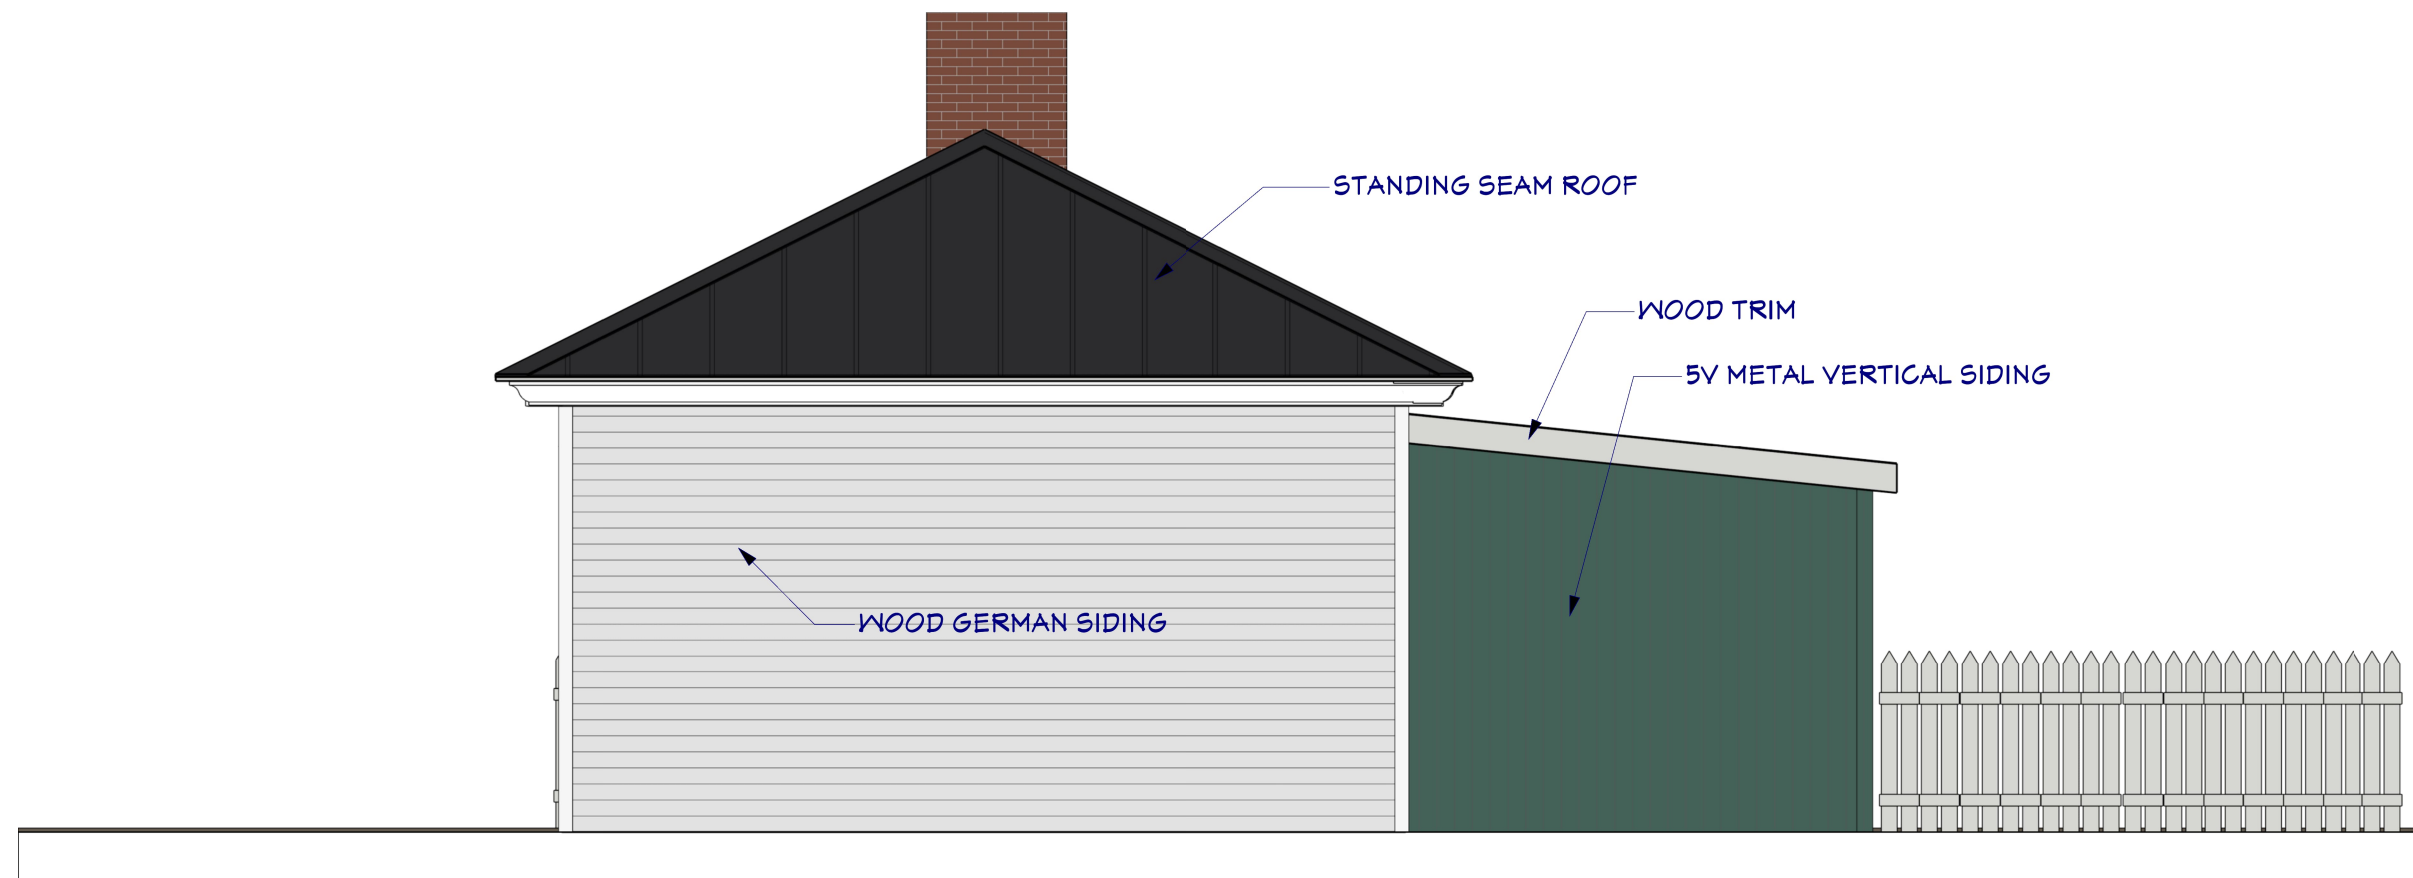 STANDING SEAM ROOF
WOOD TRIM
5V METAL VERTICAL SIDING
WOOD GERMAN SIDING